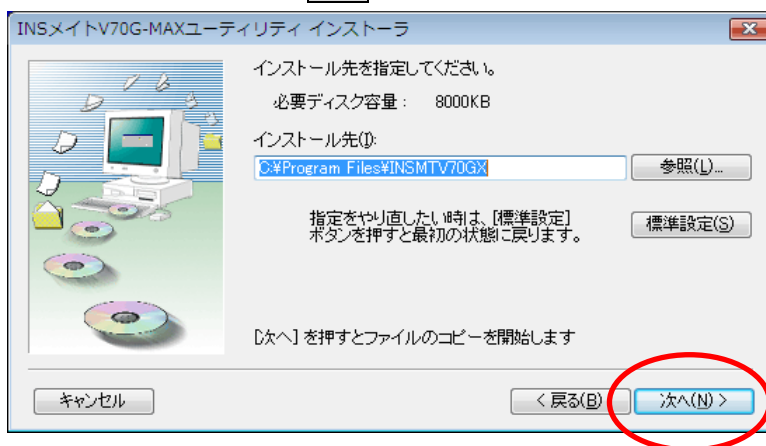 INSメイトV70G-MAXユーティリティ インストーラ
インストール先を指定してください。
必要ディスク容量： 8000KB
インストール先(I):
C:¥Program Files¥INSMTV70GX
参照(L)...
指定をやり直したい時は、[標準設定]
ボタンを押すと最初の状態に戻ります。
標準設定(S)
[次へ] を押すとファイルのコピーを開始します
キャンセル
< 戻る(B)
次へ(N) >